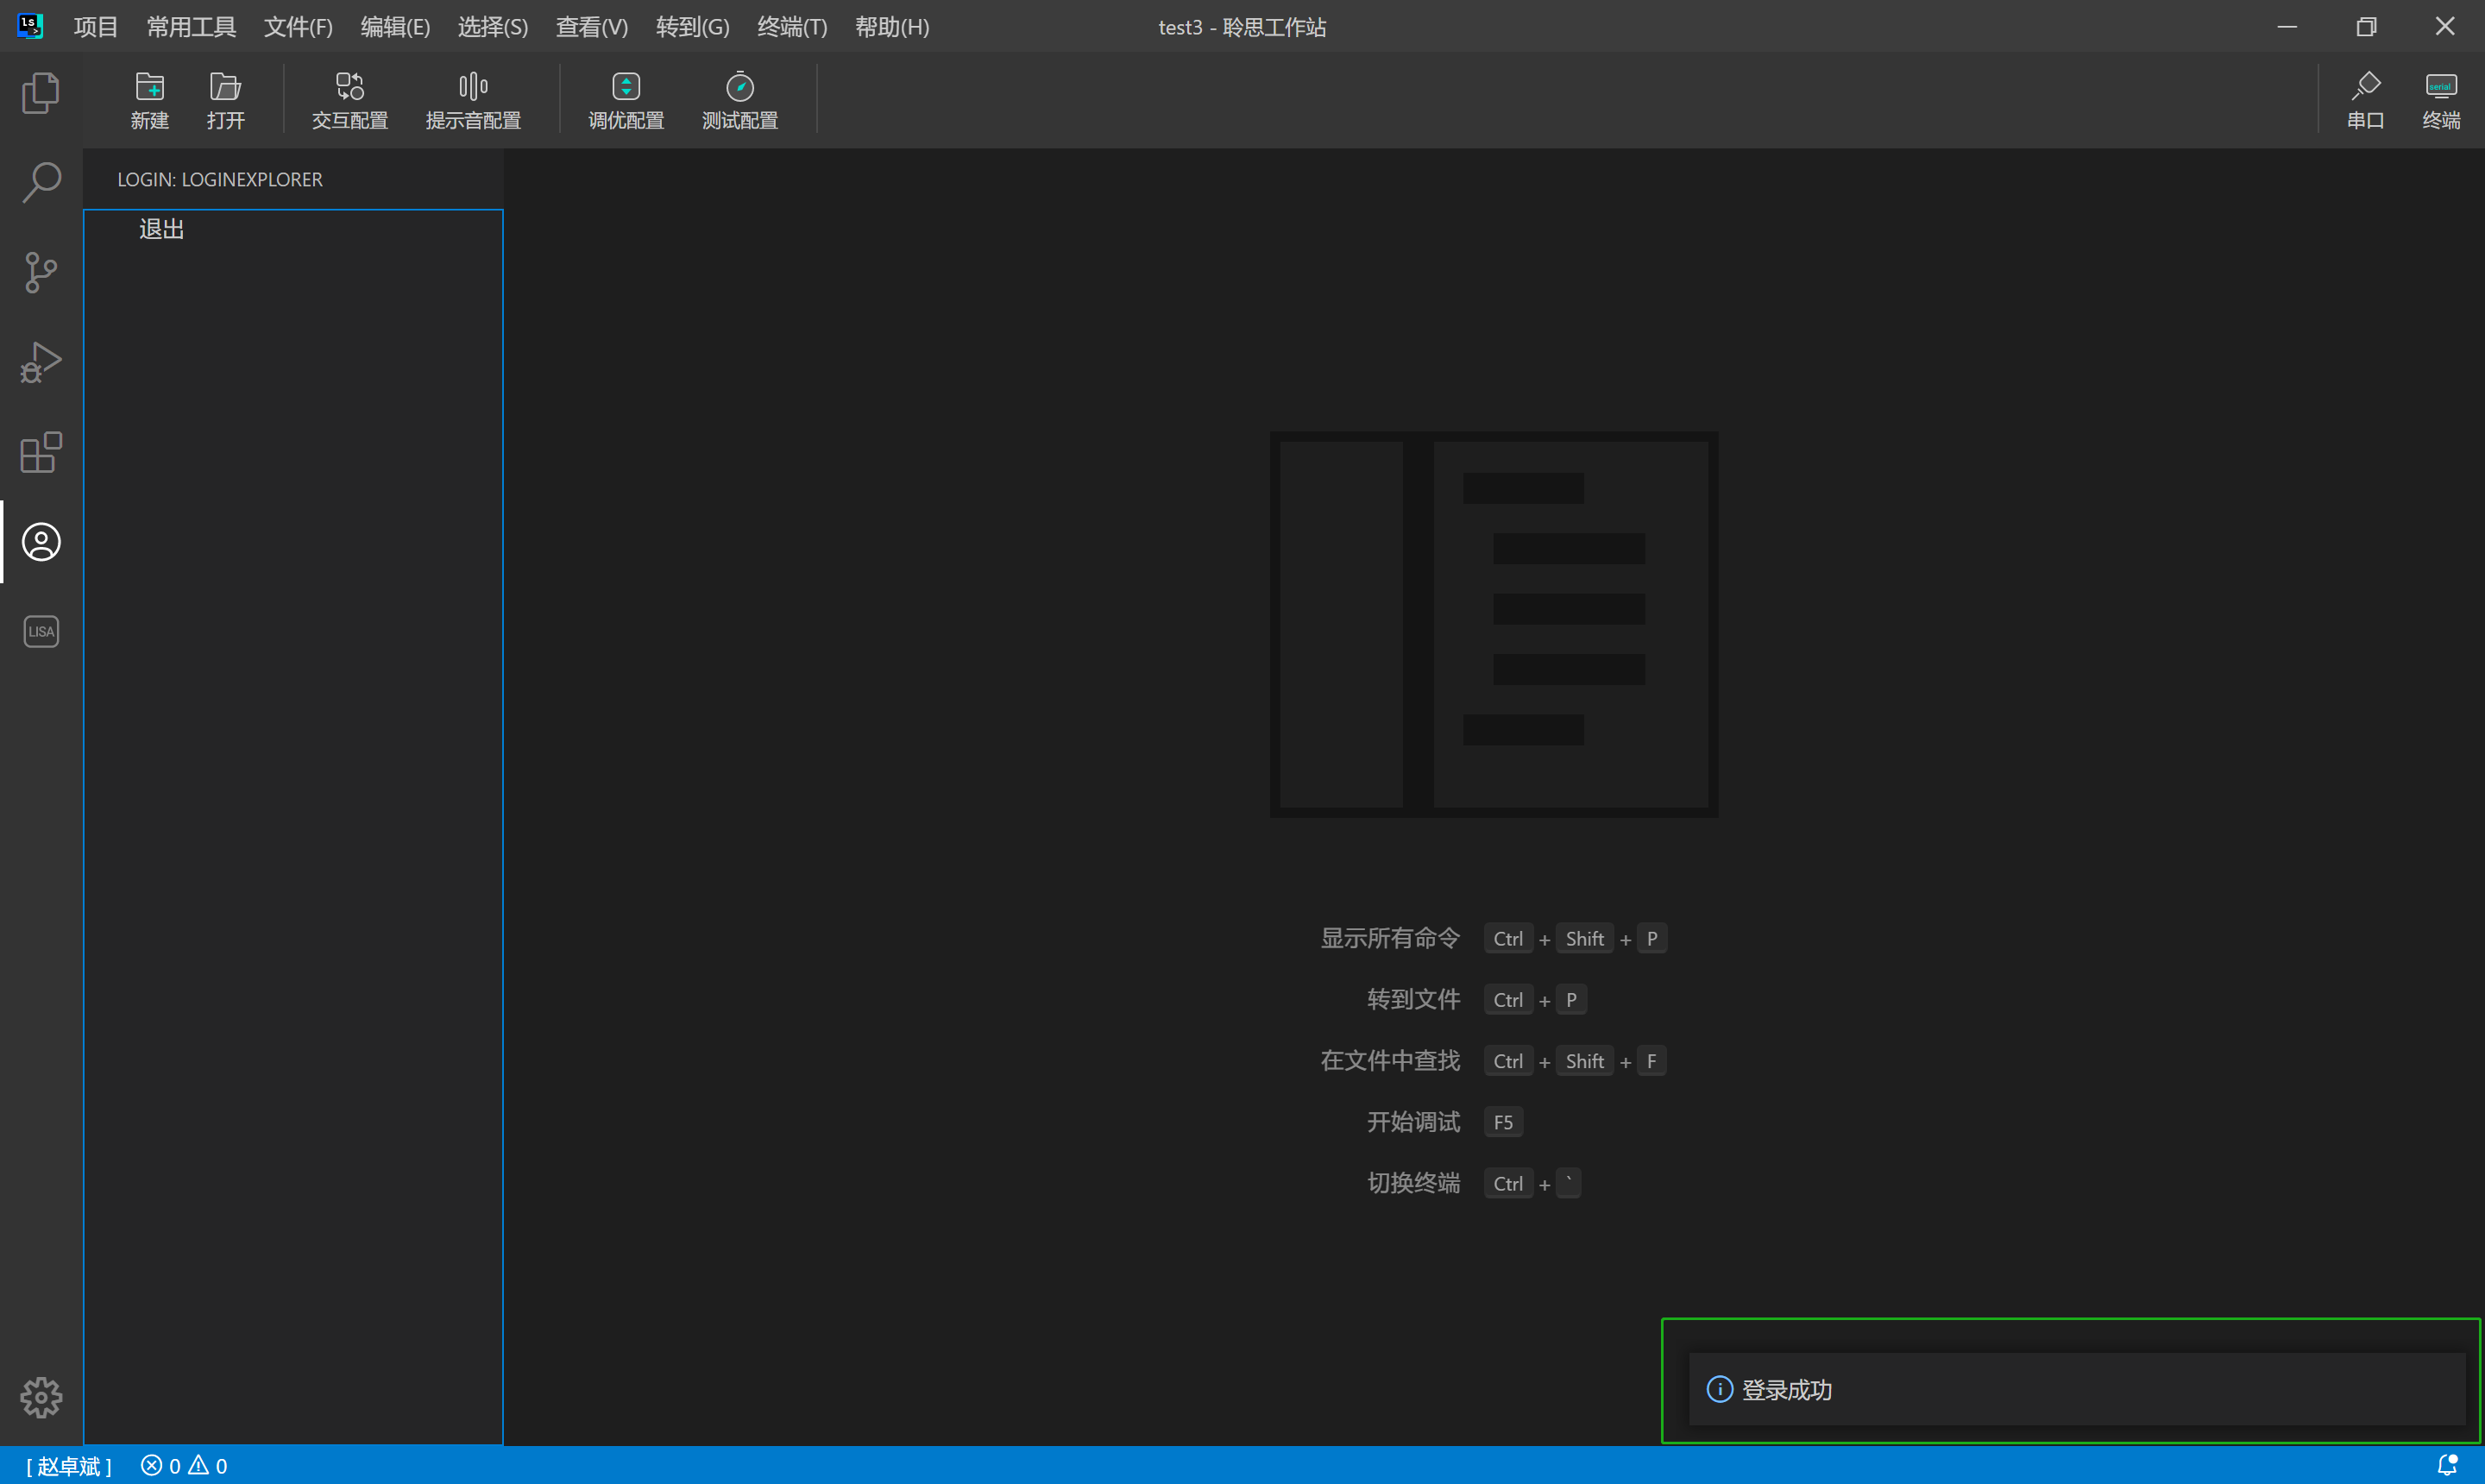 ls
>
项目 常用工具 文件(F) 编辑(E) 选择(S) 查看(V) 转到(G) 终端(T) 帮助(H) test3 - 聆思工作站
新建 打开 交互配置 提示音配置 调优配置 测试配置 串口 serial 终端
LOGIN: LOGINEXPLORER
退出
LISA
显示所有命令 Ctrl + Shift + P
转到文件 Ctrl + P
在文件中查找 Ctrl + Shift + F
开始调试 F5
切换终端 Ctrl + `
登录成功
[ 赵卓斌 ] 0 0